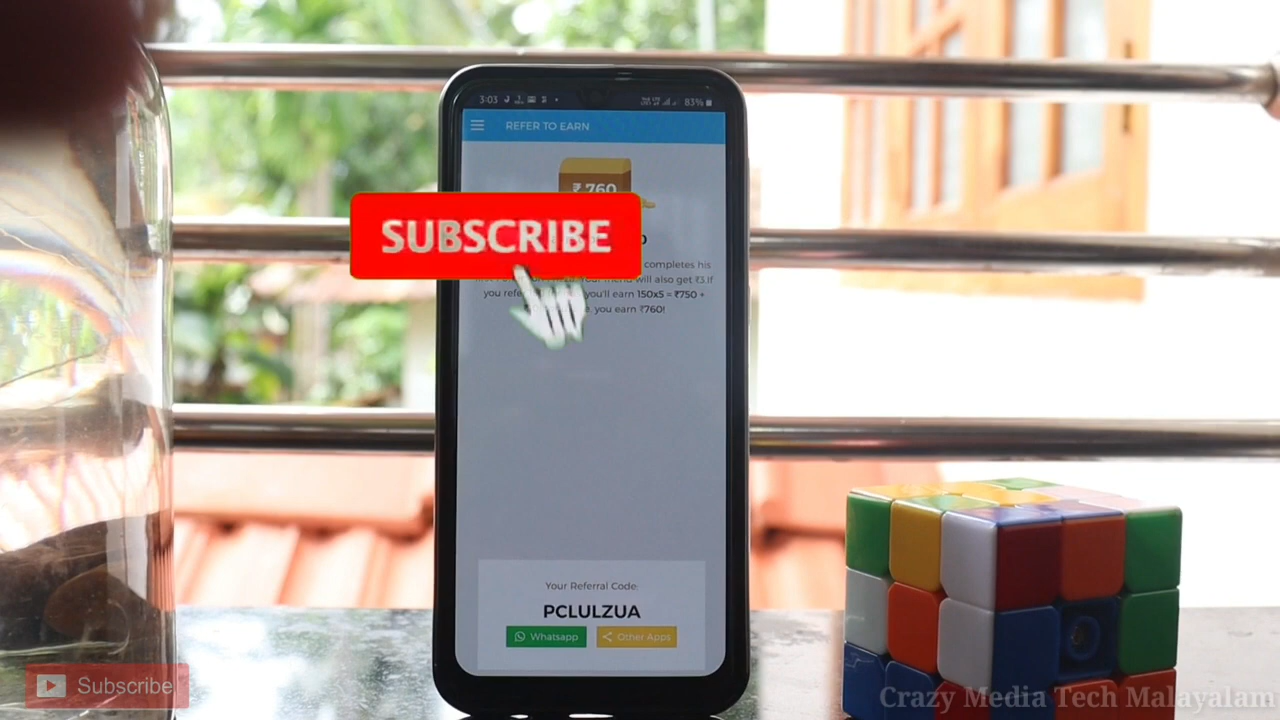 3:03
83%
REFER TO EARN
₹ 760
SUBSCRIBE
completes his
will also get ₹3.If
you you'll earn 150x5 = ₹750 +
you earn ₹760!
Your Referral Code:
PCLULZUA
Whatsapp
Other Apps
Subscribe
Crazy Media Tech Malayalam